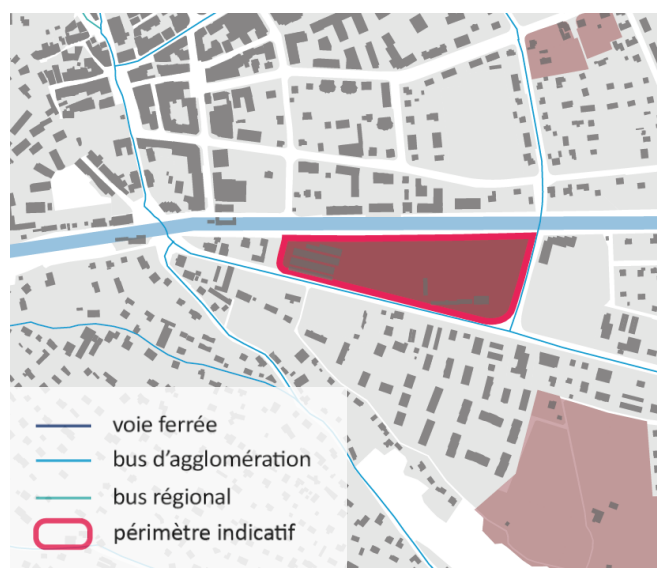 voie ferrée
bus d'agglomération
bus régional
périmètre indicatif